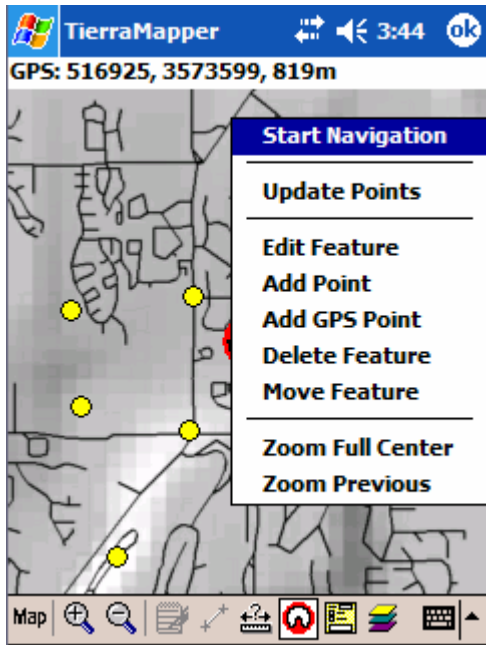 TierraMapper 3:44 ok
GPS: 516925, 3573599, 819m
Start Navigation
Update Points
Edit Feature
Add Point
Add GPS Point
Delete Feature
Move Feature
Zoom Full Center
Zoom Previous
Map